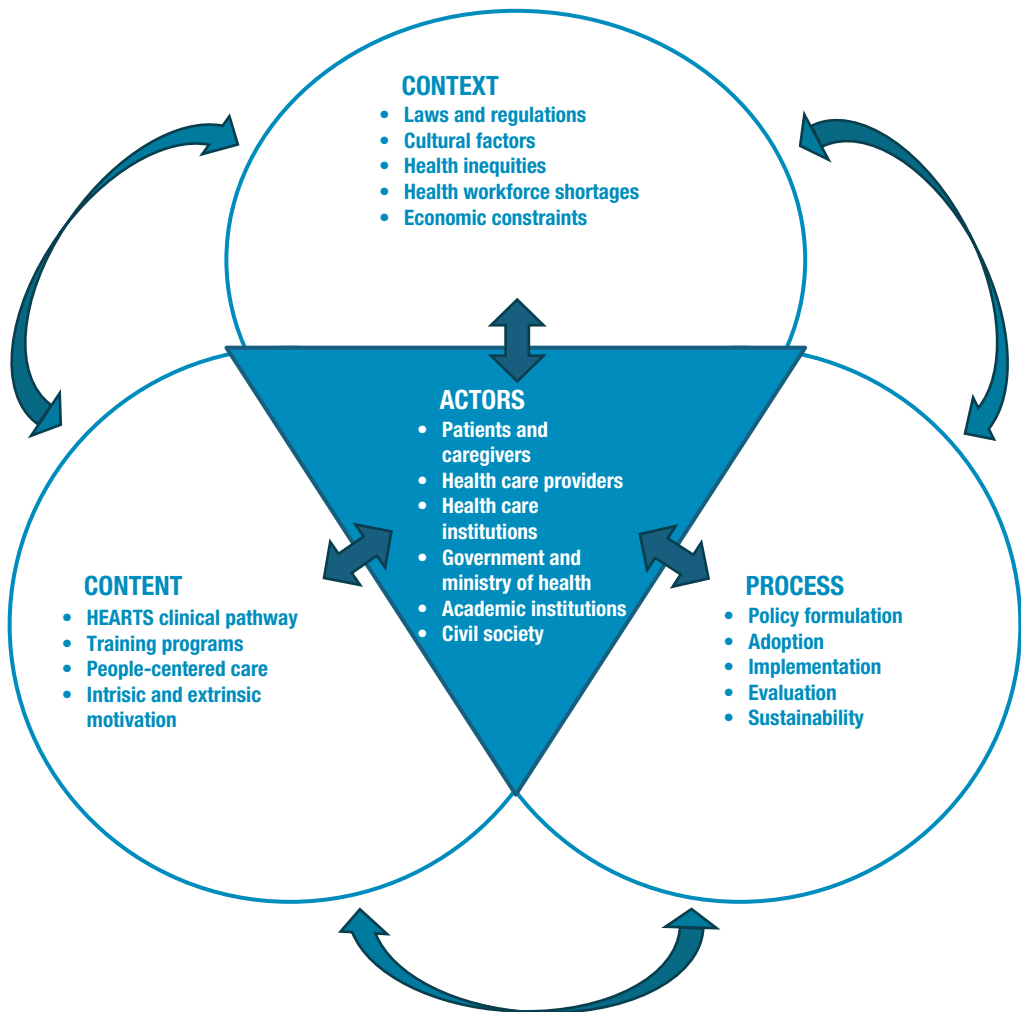 CONTEXT
• Laws and regulations
• Cultural factors
• Health inequities
• Health workforce shortages
• Economic constraints
ACTORS
• Patients and
caregivers
• Health care providers
• Health care
institutions
• Government and
ministry of health
• Academic institutions
• Civil society
CONTENT
• HEARTS clinical pathway
• Training programs
• People-centered care
• Intrisic and extrinsic
motivation
PROCESS
• Policy formulation
• Adoption
• Implementation
• Evaluation
• Sustainability